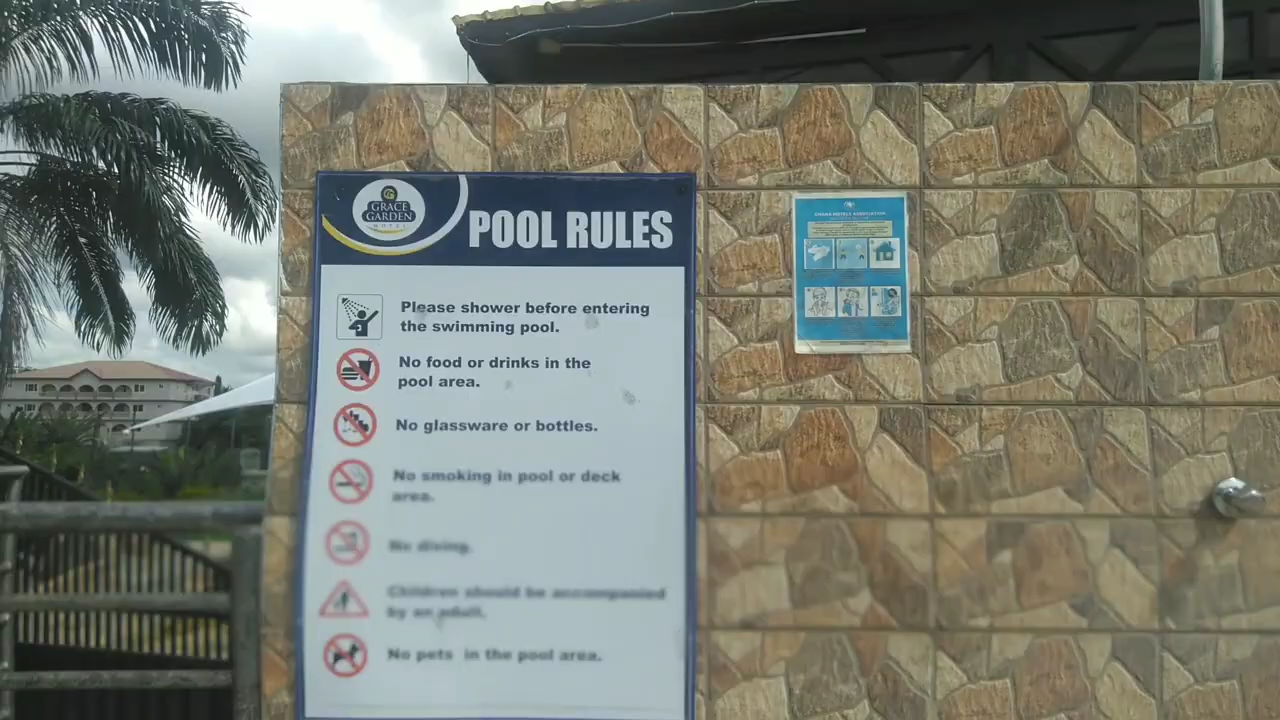 GRACE
GARDEN
HOTEL
POOL RULES
Please shower before entering
the swimming pool.
No food or drinks in the
pool area.
No glassware or bottles.
No smoking in pool or deck
area.
No diving.
Children should be accompanied
by an adult.
No pets in the pool area.
GHANA HOTELS ASSOCIATION